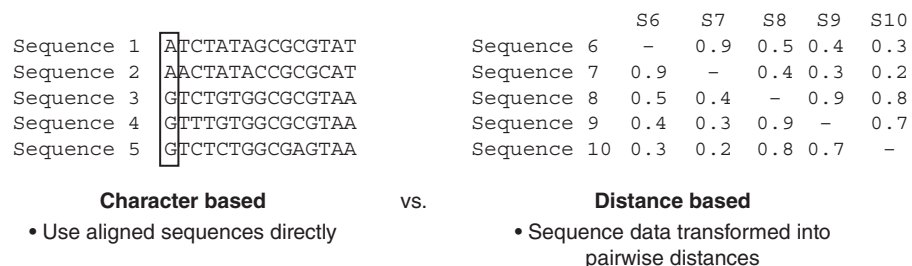 S6 S7 S8 S9 S10
Sequence 1 ATCTATAGCGCGTAT
Sequence 2 AACTATACCGCGCAT
Sequence 3 GTCTGTGGCGCGTAA
Sequence 4 GTTTGTGGCGCGTAA
Sequence 5 GTCTCTGGCGAGTAA
Sequence 6 – 0.9 0.5 0.4 0.3
Sequence 7 0.9 – 0.4 0.3 0.2
Sequence 8 0.5 0.4 – 0.9 0.8
Sequence 9 0.4 0.3 0.9 – 0.7
Sequence 10 0.3 0.2 0.8 0.7 –
Character based
• Use aligned sequences directly
vs.
Distance based
• Sequence data transformed into
pairwise distances